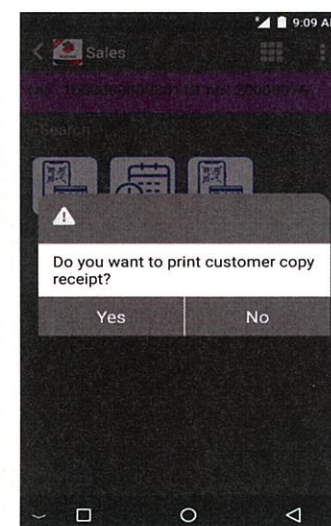 9:09 A
Sales
Search
Do you want to print customer copy
receipt?
Yes
No